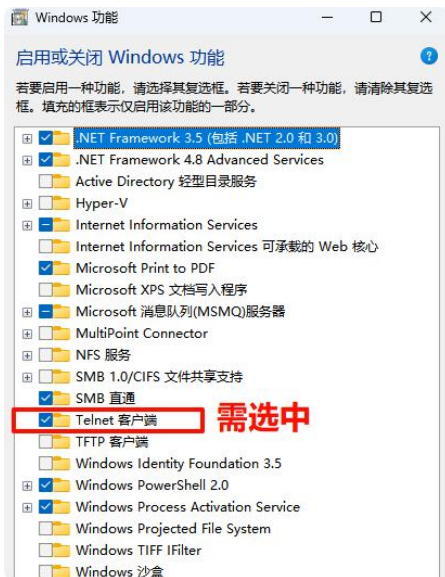 Windows 功能
启用或关闭 Windows 功能
若要启用一种功能，请选择其复选框。若要关闭一种功能，请清除其复选
框。填充的框表示仅启用该功能的一部分。
.NET Framework 3.5 (包括 .NET 2.0 和 3.0)
.NET Framework 4.8 Advanced Services
Active Directory 轻型目录服务
Hyper-V
Internet Information Services
Internet Information Services 可承载的 Web 核心
Microsoft Print to PDF
Microsoft XPS 文档写入程序
Microsoft 消息队列(MSMQ)服务器
MultiPoint Connector
NFS 服务
SMB 1.0/CIFS 文件共享支持
SMB 直通
Telnet 客户端 需选中
TFTP 客户端
Windows Identity Foundation 3.5
Windows PowerShell 2.0
Windows Process Activation Service
Windows Projected File System
Windows TIFF IFilter
Windows 沙盒